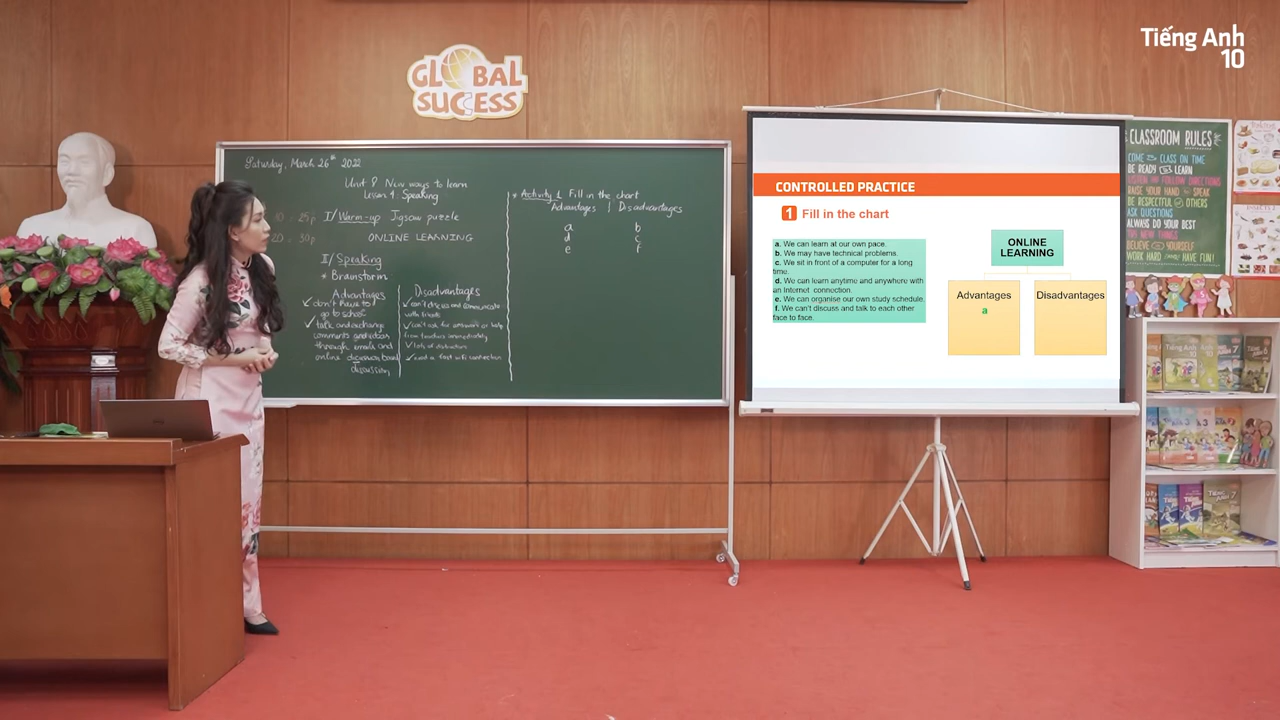 Tiếng Anh
10
GLOBAL
SUCCESS
Saturday, March 26th 2022
Unit 8 New ways to learn
Lesson 4 Speaking
I/ Warm-up Jigsaw puzzle
ONLINE LEARNING
II/ Speaking
* Brainstorm
Advantages
✓ don't have to
go to school
✓ talk and exchange
comments and ideas
through emails and
online discussion board
discussion
Disadvantages
✓ can't discuss and communicate
with friends
✓ can't ask for answers or help
from teachers immediately
✓ lots of distractions
✓ need a fast wifi connection
* Activity 1 Fill in the chart
Advantages | Disadvantages
a b
d c
e f
CONTROLLED PRACTICE
1 Fill in the chart
a. We can learn at our own pace.
b. We may have technical problems.
c. We sit in front of a computer for a long
time.
d. We can learn anytime and anywhere with
an Internet connection.
e. We can organise our own study schedule.
f. We can't discuss and talk to each other
face to face.
ONLINE
LEARNING
Advantages
a
Disadvantages
CLASSROOM RULES
COME TO CLASS ON TIME
BE READY TO LEARN
LISTEN AND FOLLOW DIRECTIONS
RAISE YOUR HAND TO SPEAK
BE RESPECTFUL OF OTHERS
ASK QUESTIONS
ALWAYS DO YOUR BEST
TRY NEW THINGS
BELIEVE IN YOURSELF
WORK HARD AND HAVE FUN!